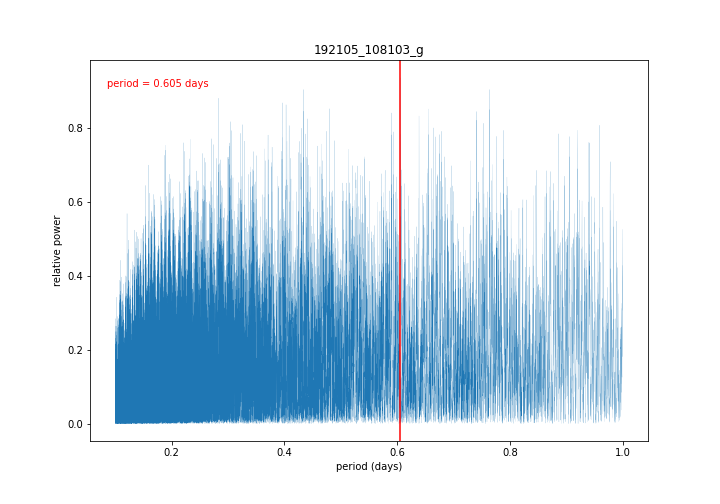 192105_108103_g
period = 0.605 days
relative power
0.8
0.6
0.4
0.2
0.0
0.2 0.4 0.6 0.8 1.0
period (days)